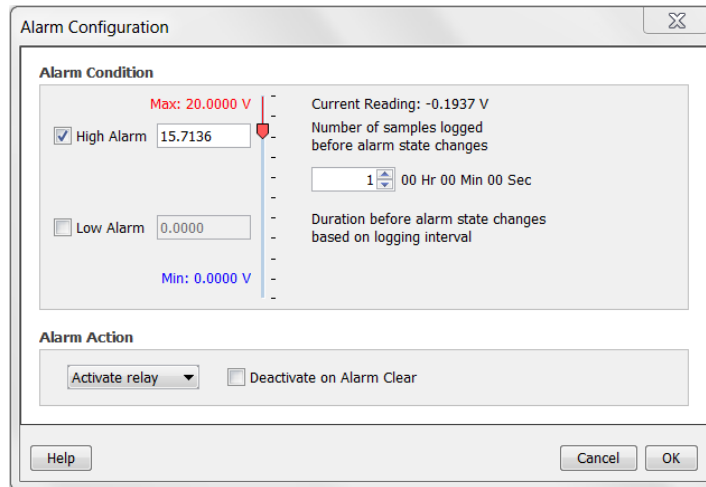 Alarm Configuration
Alarm Condition
Max: 20.0000 V
Current Reading: -0.1937 V
High Alarm 15.7136
Number of samples logged
before alarm state changes
1 00 Hr 00 Min 00 Sec
Low Alarm 0.0000
Duration before alarm state changes
based on logging interval
Min: 0.0000 V
Alarm Action
Activate relay
Deactivate on Alarm Clear
Help
Cancel
OK